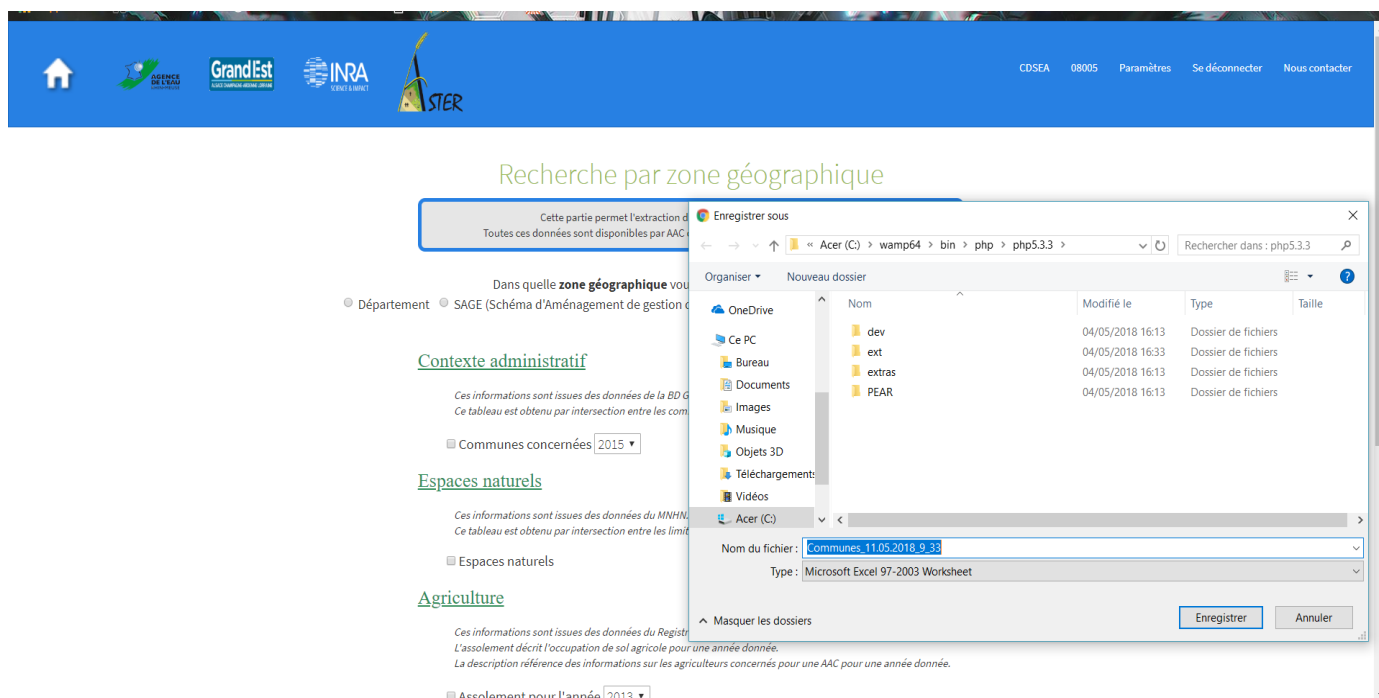 AGENCE
DE L'EAU
GrandEst
ALSACE CHAMPAGNE-ARDENNE LORRAINE
INRA
SCIENCE & IMPACT
ASTER
CDSEA 08005 Paramètres Se déconnecter Nous contacter
Recherche par zone géographique
Cette partie permet l'extraction d
Toutes ces données sont disponibles par AAC
Dans quelle zone géographique vou
Département SAGE (Schéma d'Aménagement de gestion d
Contexte administratif
Ces informations sont issues des données de la BD G
Ce tableau est obtenu par intersection entre les com
Communes concernées 2015
Espaces naturels
Ces informations sont issues des données du MNHN.
Ce tableau est obtenu par intersection entre les limit
Espaces naturels
Agriculture
Ces informations sont issues des données du Registr
L'assolement décrit l'occupation de sol agricole pour une année donnée.
La description référence des informations sur les agriculteurs concernés pour une AAC pour une année donnée.
Assolement pour l'année 2013
Enregistrer sous
« Acer (C:) > wamp64 > bin > php > php5.3.3 >
Rechercher dans : php5.3.3
Organiser Nouveau dossier
Nom Modifié le Type Taille
OneDrive
Ce PC
Bureau
Documents
Images
Musique
Objets 3D
Téléchargements
Vidéos
Acer (C:)
dev 04/05/2018 16:13 Dossier de fichiers
ext 04/05/2018 16:33 Dossier de fichiers
extras 04/05/2018 16:13 Dossier de fichiers
PEAR 04/05/2018 16:13 Dossier de fichiers
Nom du fichier : Communes_11.05.2018_9_33
Type : Microsoft Excel 97-2003 Worksheet
Masquer les dossiers
Enregistrer Annuler